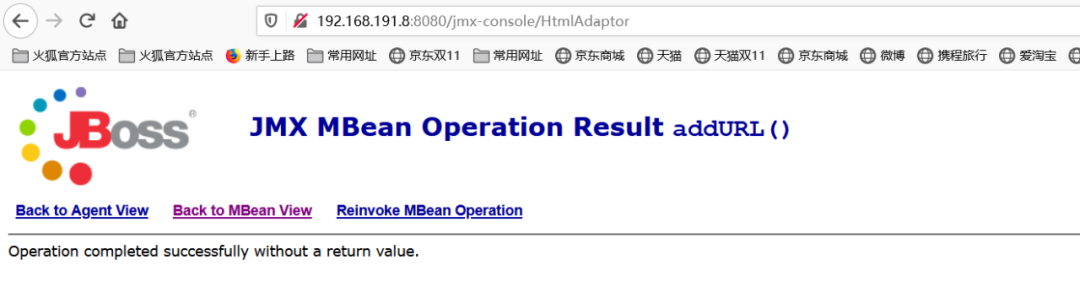 192.168.191.8:8080/jmx-console/HtmlAdaptor
火狐官方站点 火狐官方站点 新手上路 常用网址 京东双11 常用网址 京东商城 天猫 天猫双11 京东商城 微博 携程旅行 爱淘宝
JBoss® JMX MBean Operation Result addURL()
Back to Agent View Back to MBean View Reinvoke MBean Operation
Operation completed successfully without a return value.